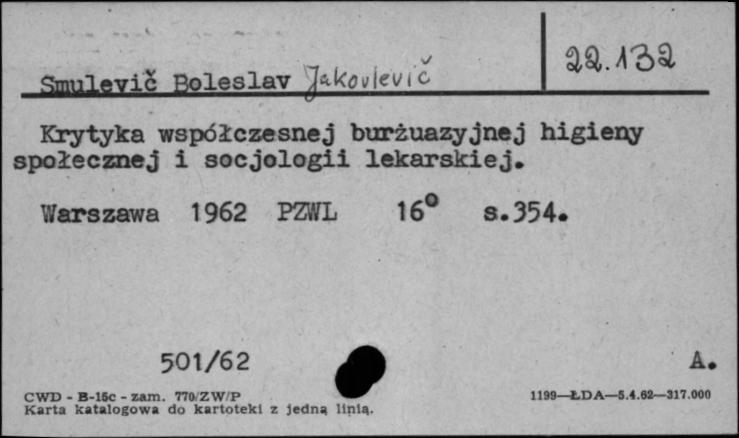 22.132
Smulevič Boleslav Jakovlevič
Krytyka współczesnej burżuazyjnej higieny
społecznej i socjologii lekarskiej.
Warszawa 1962 PZWL 16° s.354.
501/62 A.
CWD - B-15c - zam. 770/ZW/P 1199—ŁDA—5.4.62—317.000
Karta katalogowa do kartoteki z jedną linią.